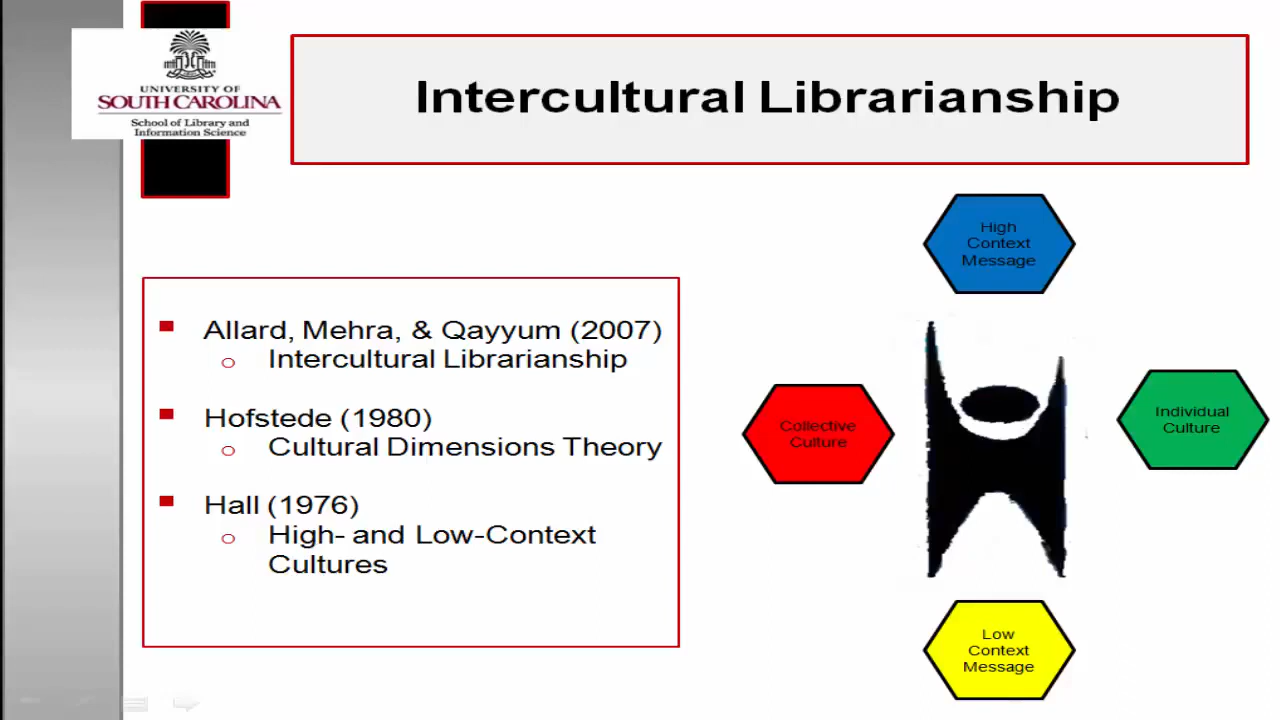 UNIVERSITY OF
SOUTH CAROLINA
School of Library and
Information Science
Intercultural Librarianship
Allard, Mehra, & Qayyum (2007)
Intercultural Librarianship
Hofstede (1980)
Cultural Dimensions Theory
Hall (1976)
High- and Low-Context
Cultures
High
Context
Message
Collective
Culture
Individual
Culture
Low
Context
Message